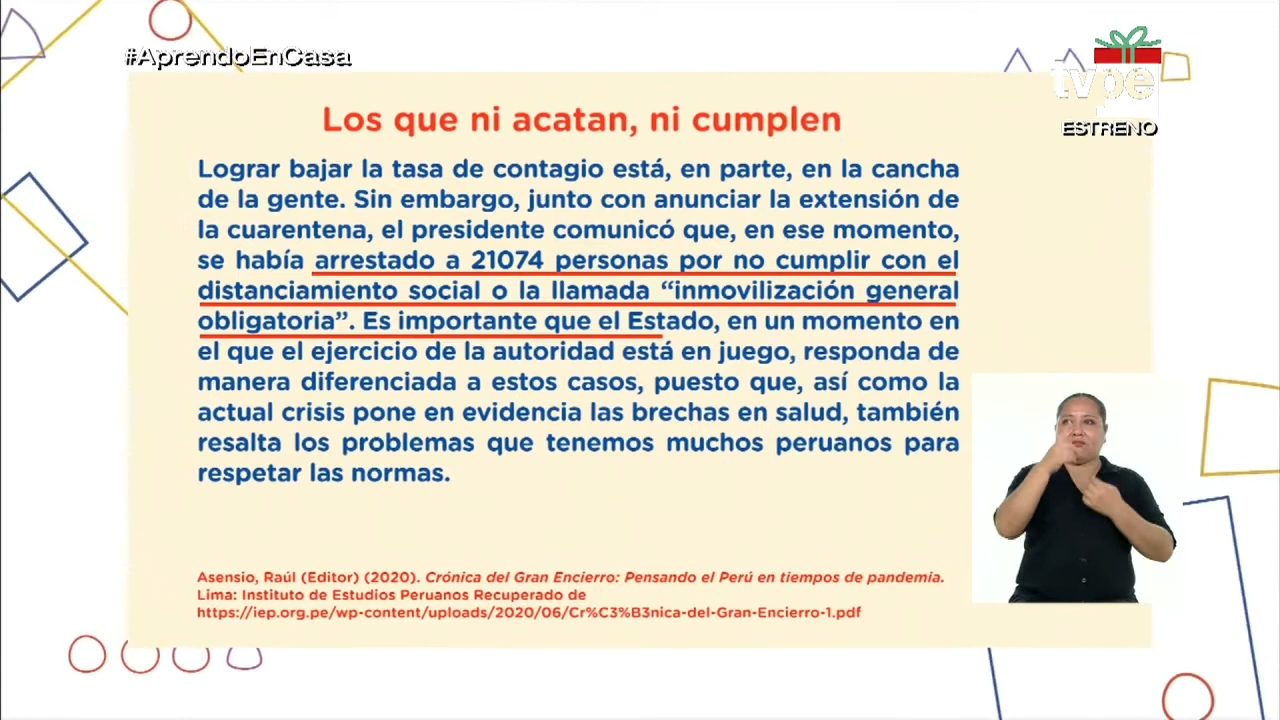 #AprendoEnCasa
tvpe
ESTRENO
Los que ni acatan, ni cumplen
Lograr bajar la tasa de contagio está, en parte, en la cancha
de la gente. Sin embargo, junto con anunciar la extensión de
la cuarentena, el presidente comunicó que, en ese momento,
se había arrestado a 21074 personas por no cumplir con el
distanciamiento social o la llamada “inmovilización general
obligatoria”. Es importante que el Estado, en un momento en
el que el ejercicio de la autoridad está en juego, responda de
manera diferenciada a estos casos, puesto que, así como la
actual crisis pone en evidencia las brechas en salud, también
resalta los problemas que tenemos muchos peruanos para
respetar las normas.
Asensio, Raúl (Editor) (2020). Crónica del Gran Encierro: Pensando el Perú en tiempos de pandemia.
Lima: Instituto de Estudios Peruanos Recuperado de
https://iep.org.pe/wp-content/uploads/2020/06/Cr%C3%B3nica-del-Gran-Encierro-1.pdf